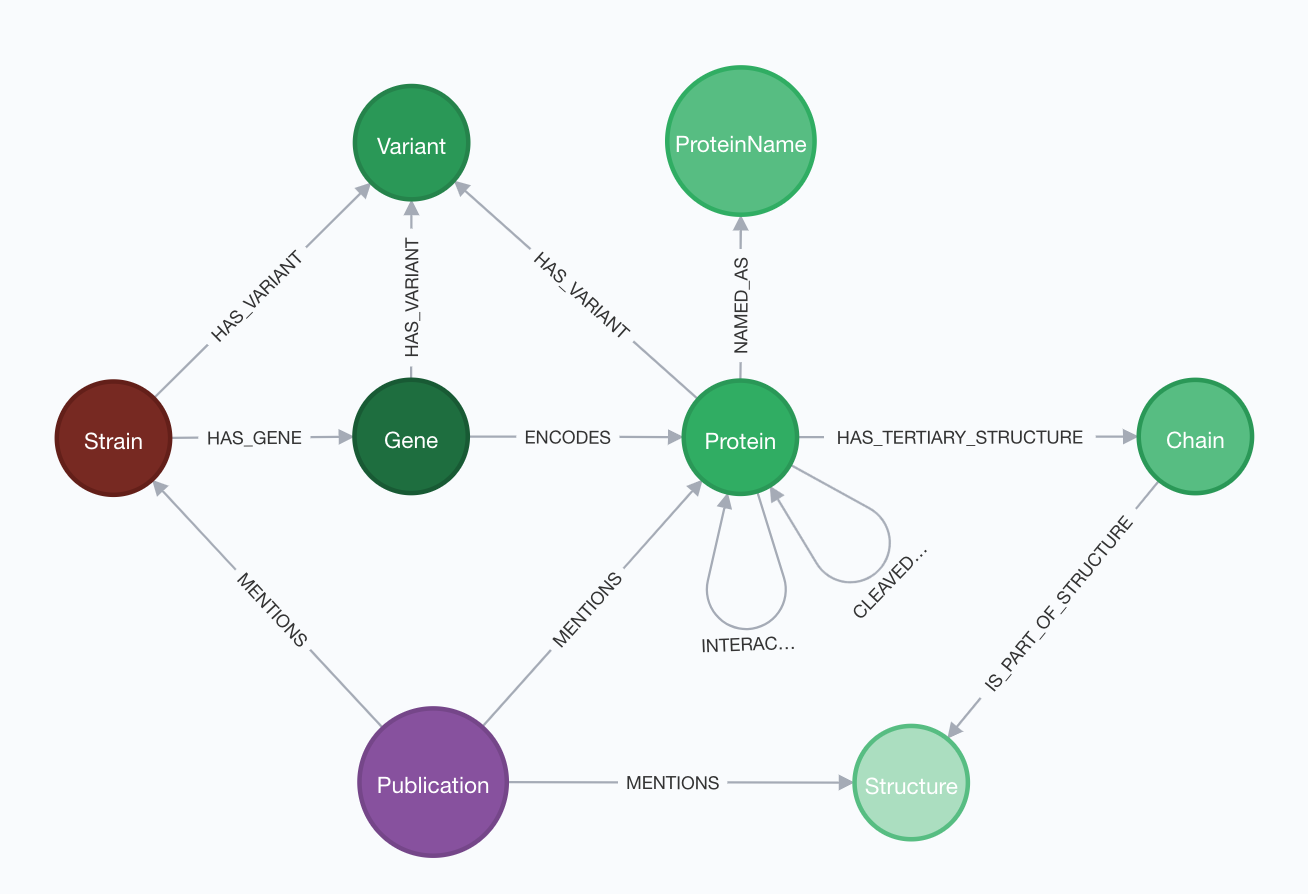 Variant
ProteinName
HAS_VARIANT
HAS_VARIANT
HAS_VARIANT
NAMED_AS
Strain
HAS_GENE
Gene
ENCODES
Protein
HAS_TERTIARY_STRUCTURE
Chain
MENTIONS
MENTIONS
INTERAC…
CLEAVED…
IS_PART_OF_STRUCTURE
Publication
MENTIONS
Structure